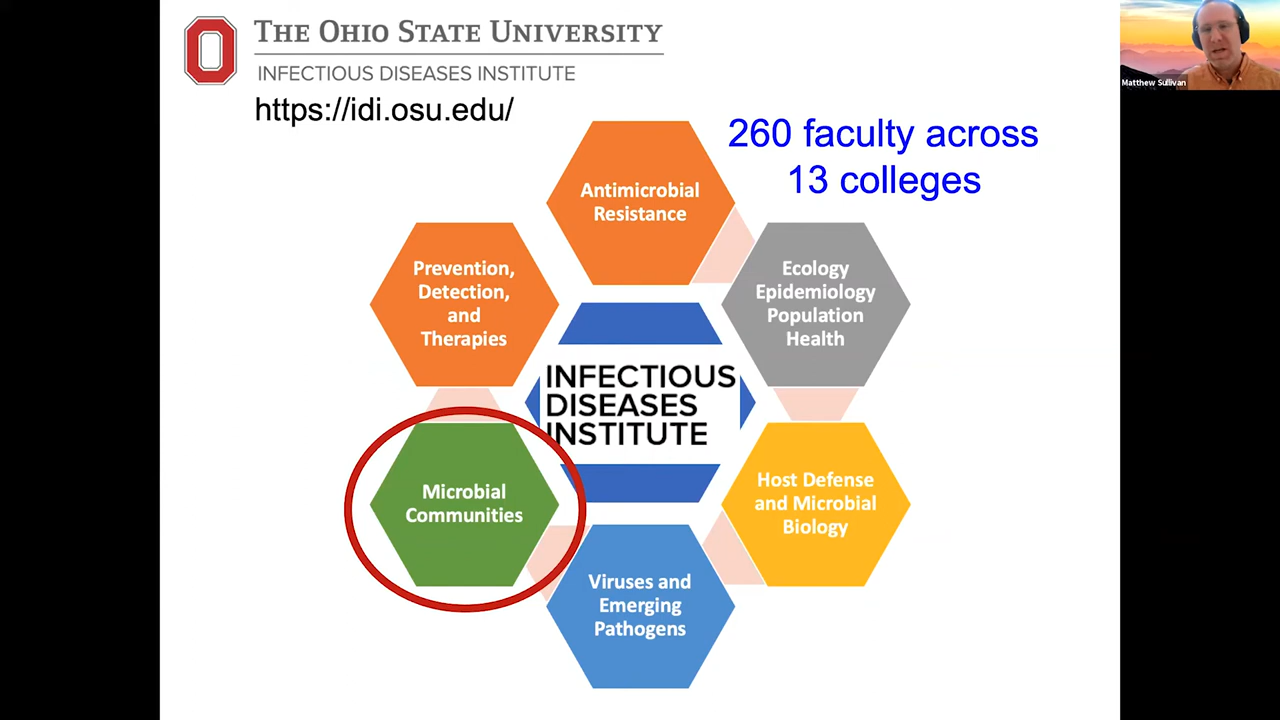 THE OHIO STATE UNIVERSITY
INFECTIOUS DISEASES INSTITUTE
https://idi.osu.edu/
Matthew Sullivan
260 faculty across
13 colleges
Antimicrobial
Resistance
Prevention,
Detection,
and
Therapies
Ecology
Epidemiology
Population
Health
INFECTIOUS
DISEASES
INSTITUTE
Microbial
Communities
Host Defense
and Microbial
Biology
Viruses and
Emerging
Pathogens